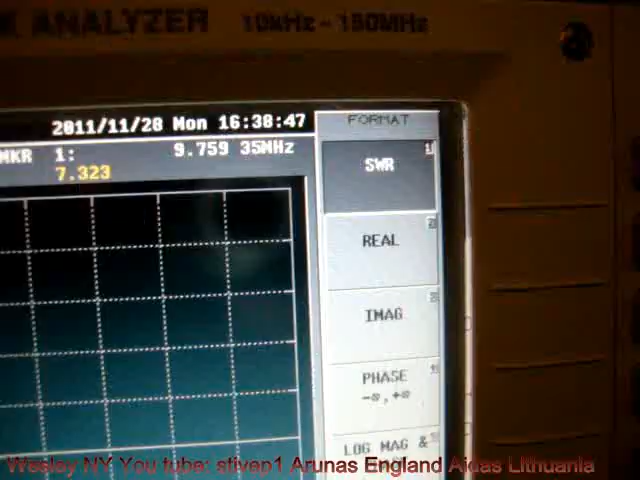 K ANALYZER 10kHz-150MHz
2011/11/28 Mon 16:38:47
FORMAT
MKR 1: 9.759 35MHz
7.323
SWR
REAL
IMAG
PHASE
-∞,+∞
LOG MAG &
Wesley NY You tube: stivep1 Arunas England Aidas Lithuania